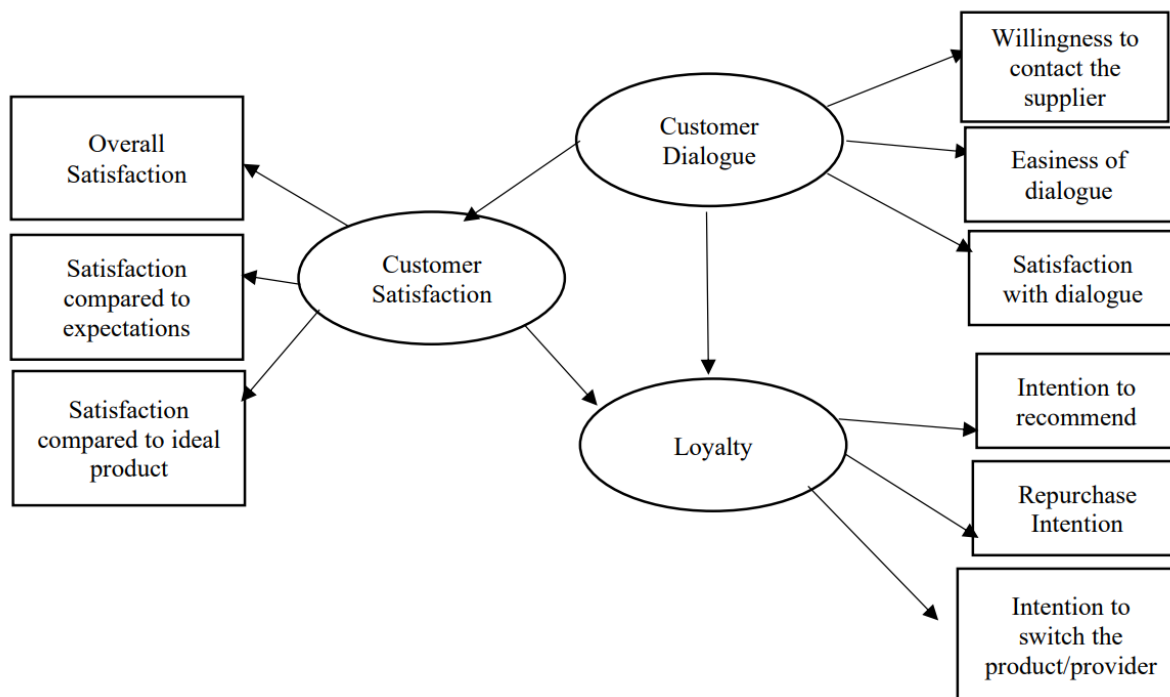 Overall
Satisfaction
Satisfaction
compared to
expectations
Satisfaction
compared to ideal
product
Customer
Dialogue
Customer
Satisfaction
Loyalty
Willingness to
contact the
supplier
Easiness of
dialogue
Satisfaction
with dialogue
Intention to
recommend
Repurchase
Intention
Intention to
switch the
product/provider